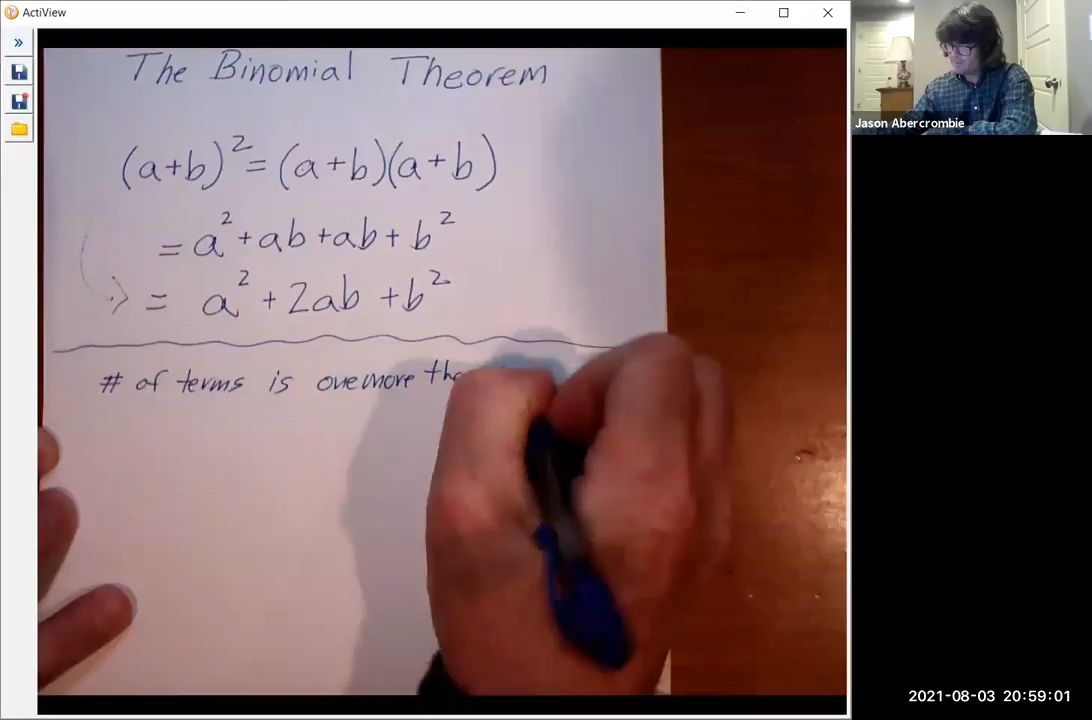 ActiView
»
The Binomial Theorem
(a+b)²=(a+b)(a+b)
=a²+ab+ab+b²
= a²+2ab+b²
# of terms is one more
Jason Abercrombie
2021-08-03 20:59:01